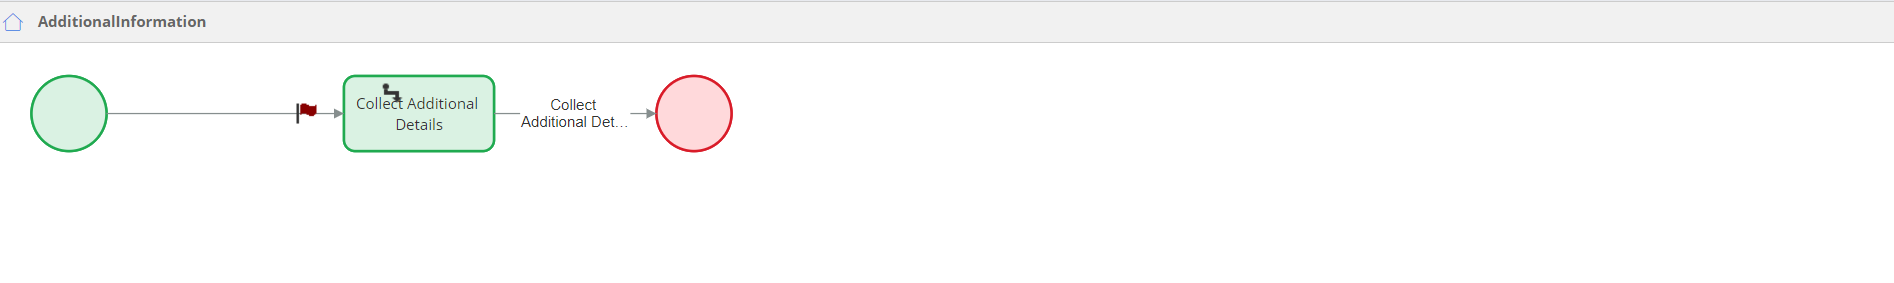 AdditionalInformation
Collect Additional
Details
Collect
Additional Det...